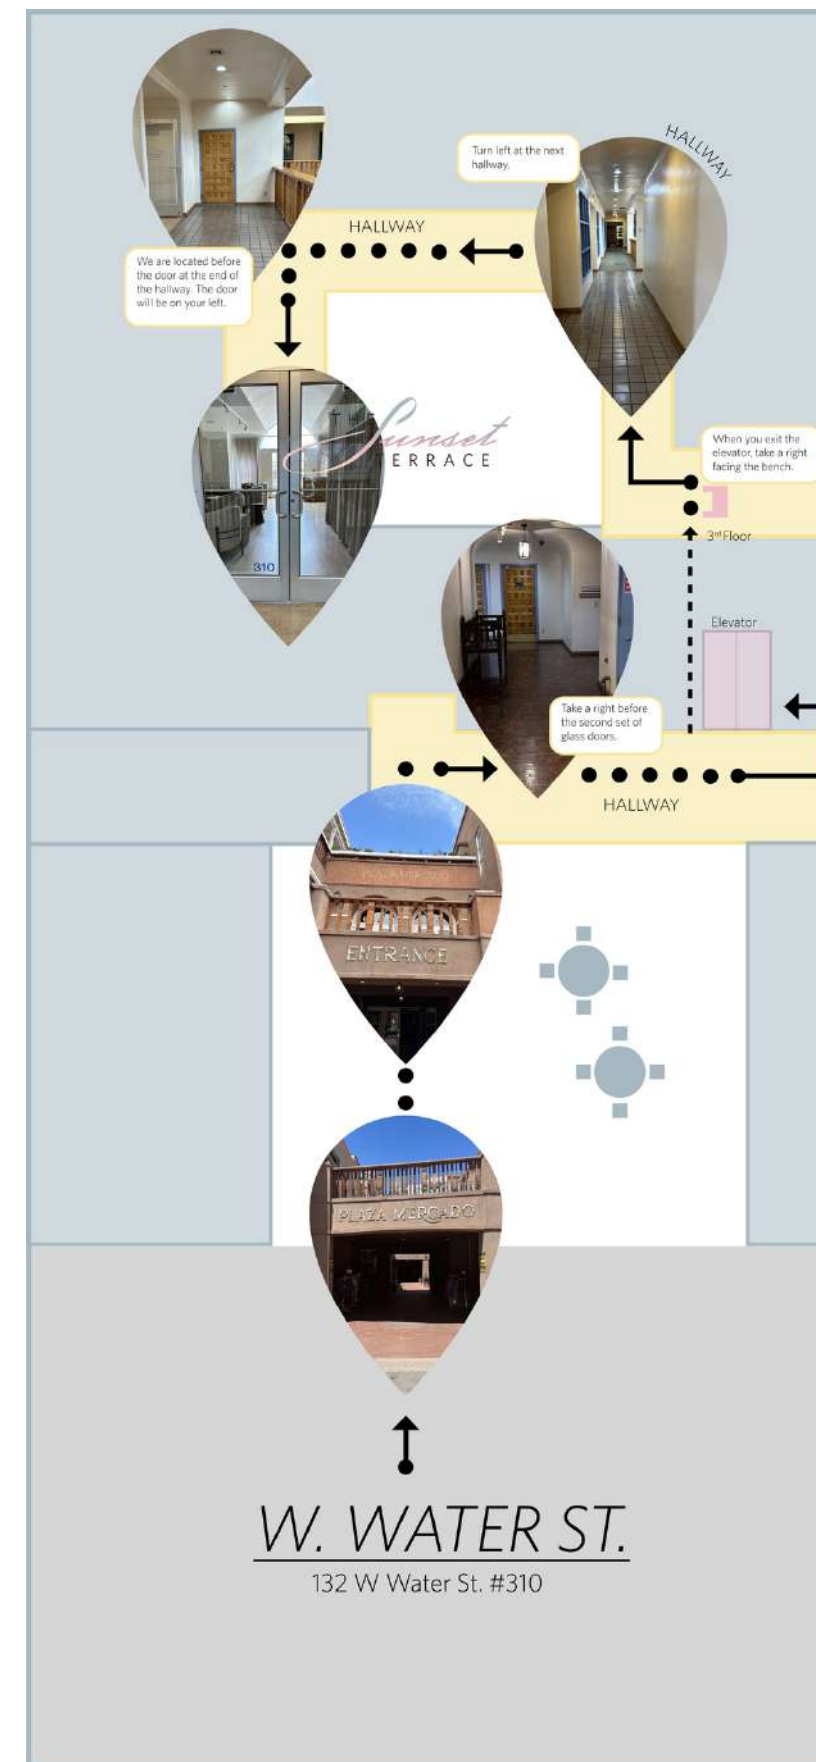 HALLWAY
Turn left at the next
hallway.
HALLWAY
We are located before
the door at the end of
the hallway. The door
will be on your left.
Sunset
TERRACE
When you exit the
elevator, take a right
facing the bench.
310
3rd Floor
Elevator
Take a right before
the second set of
glass doors.
HALLWAY
PLAZA MERCADO
ENTRANCE
PLAZA MERCADO
W. WATER ST.
132 W Water St. #310